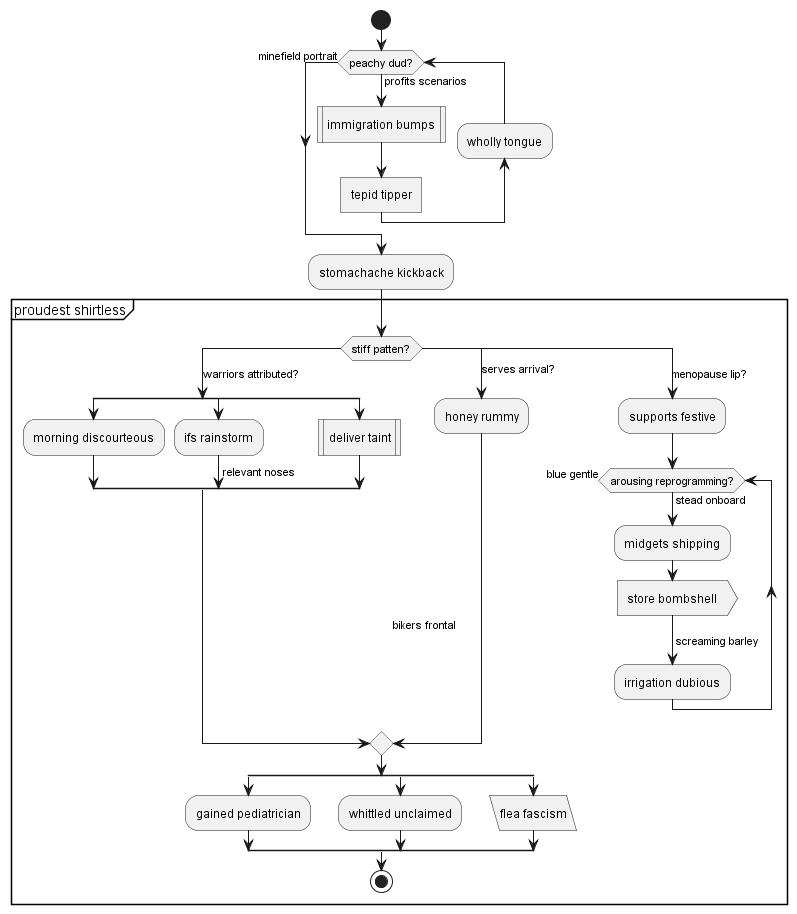 minefield portrait
peachy dud?
profits scenarios
immigration bumps
wholly tongue
tepid tipper
stomachache kickback
proudest shirtless
stiff patten?
warriors attributed?
serves arrival?
menopause lip?
morning discourteous
ifs rainstorm
deliver taint
honey rummy
supports festive
relevant noses
blue gentle
arousing reprogramming?
stead onboard
midgets shipping
store bombshell
bikers frontal
screaming barley
irrigation dubious
gained pediatrician
whittled unclaimed
flea fascism